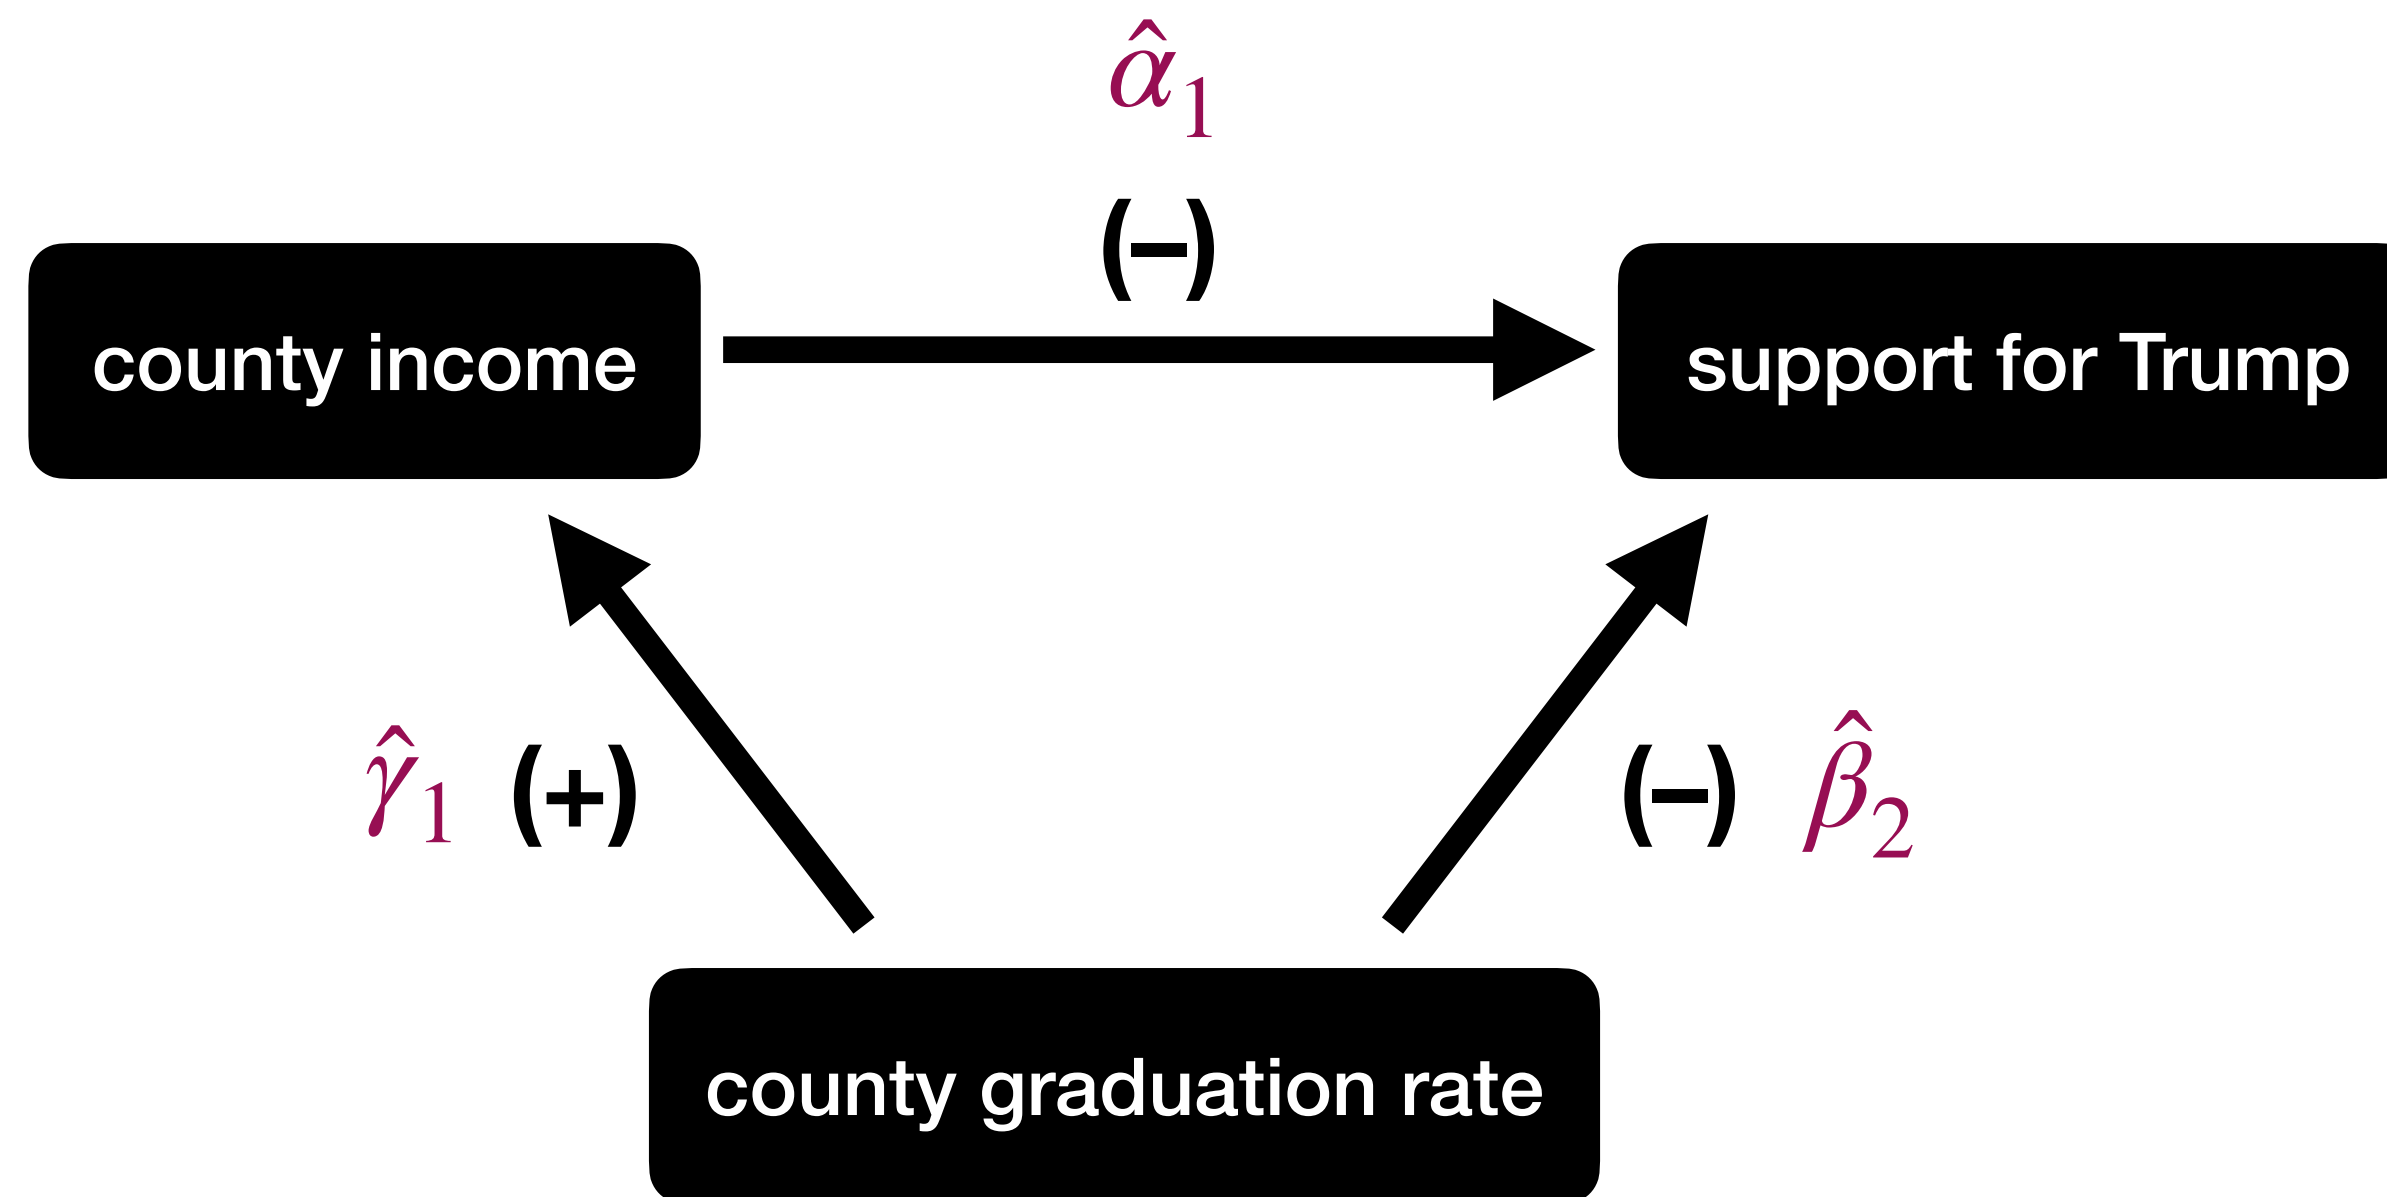 α̂₁
(–)
county income
support for Trump
γ̂₁ (+)
(–) β̂₂
county graduation rate